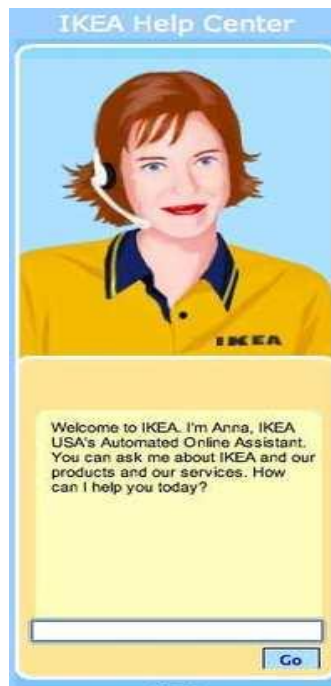 IKEA Help Center
IKEA
Welcome to IKEA. I'm Anna, IKEA
USA's Automated Online Assistant.
You can ask me about IKEA and our
products and our services. How
can I help you today?
Go